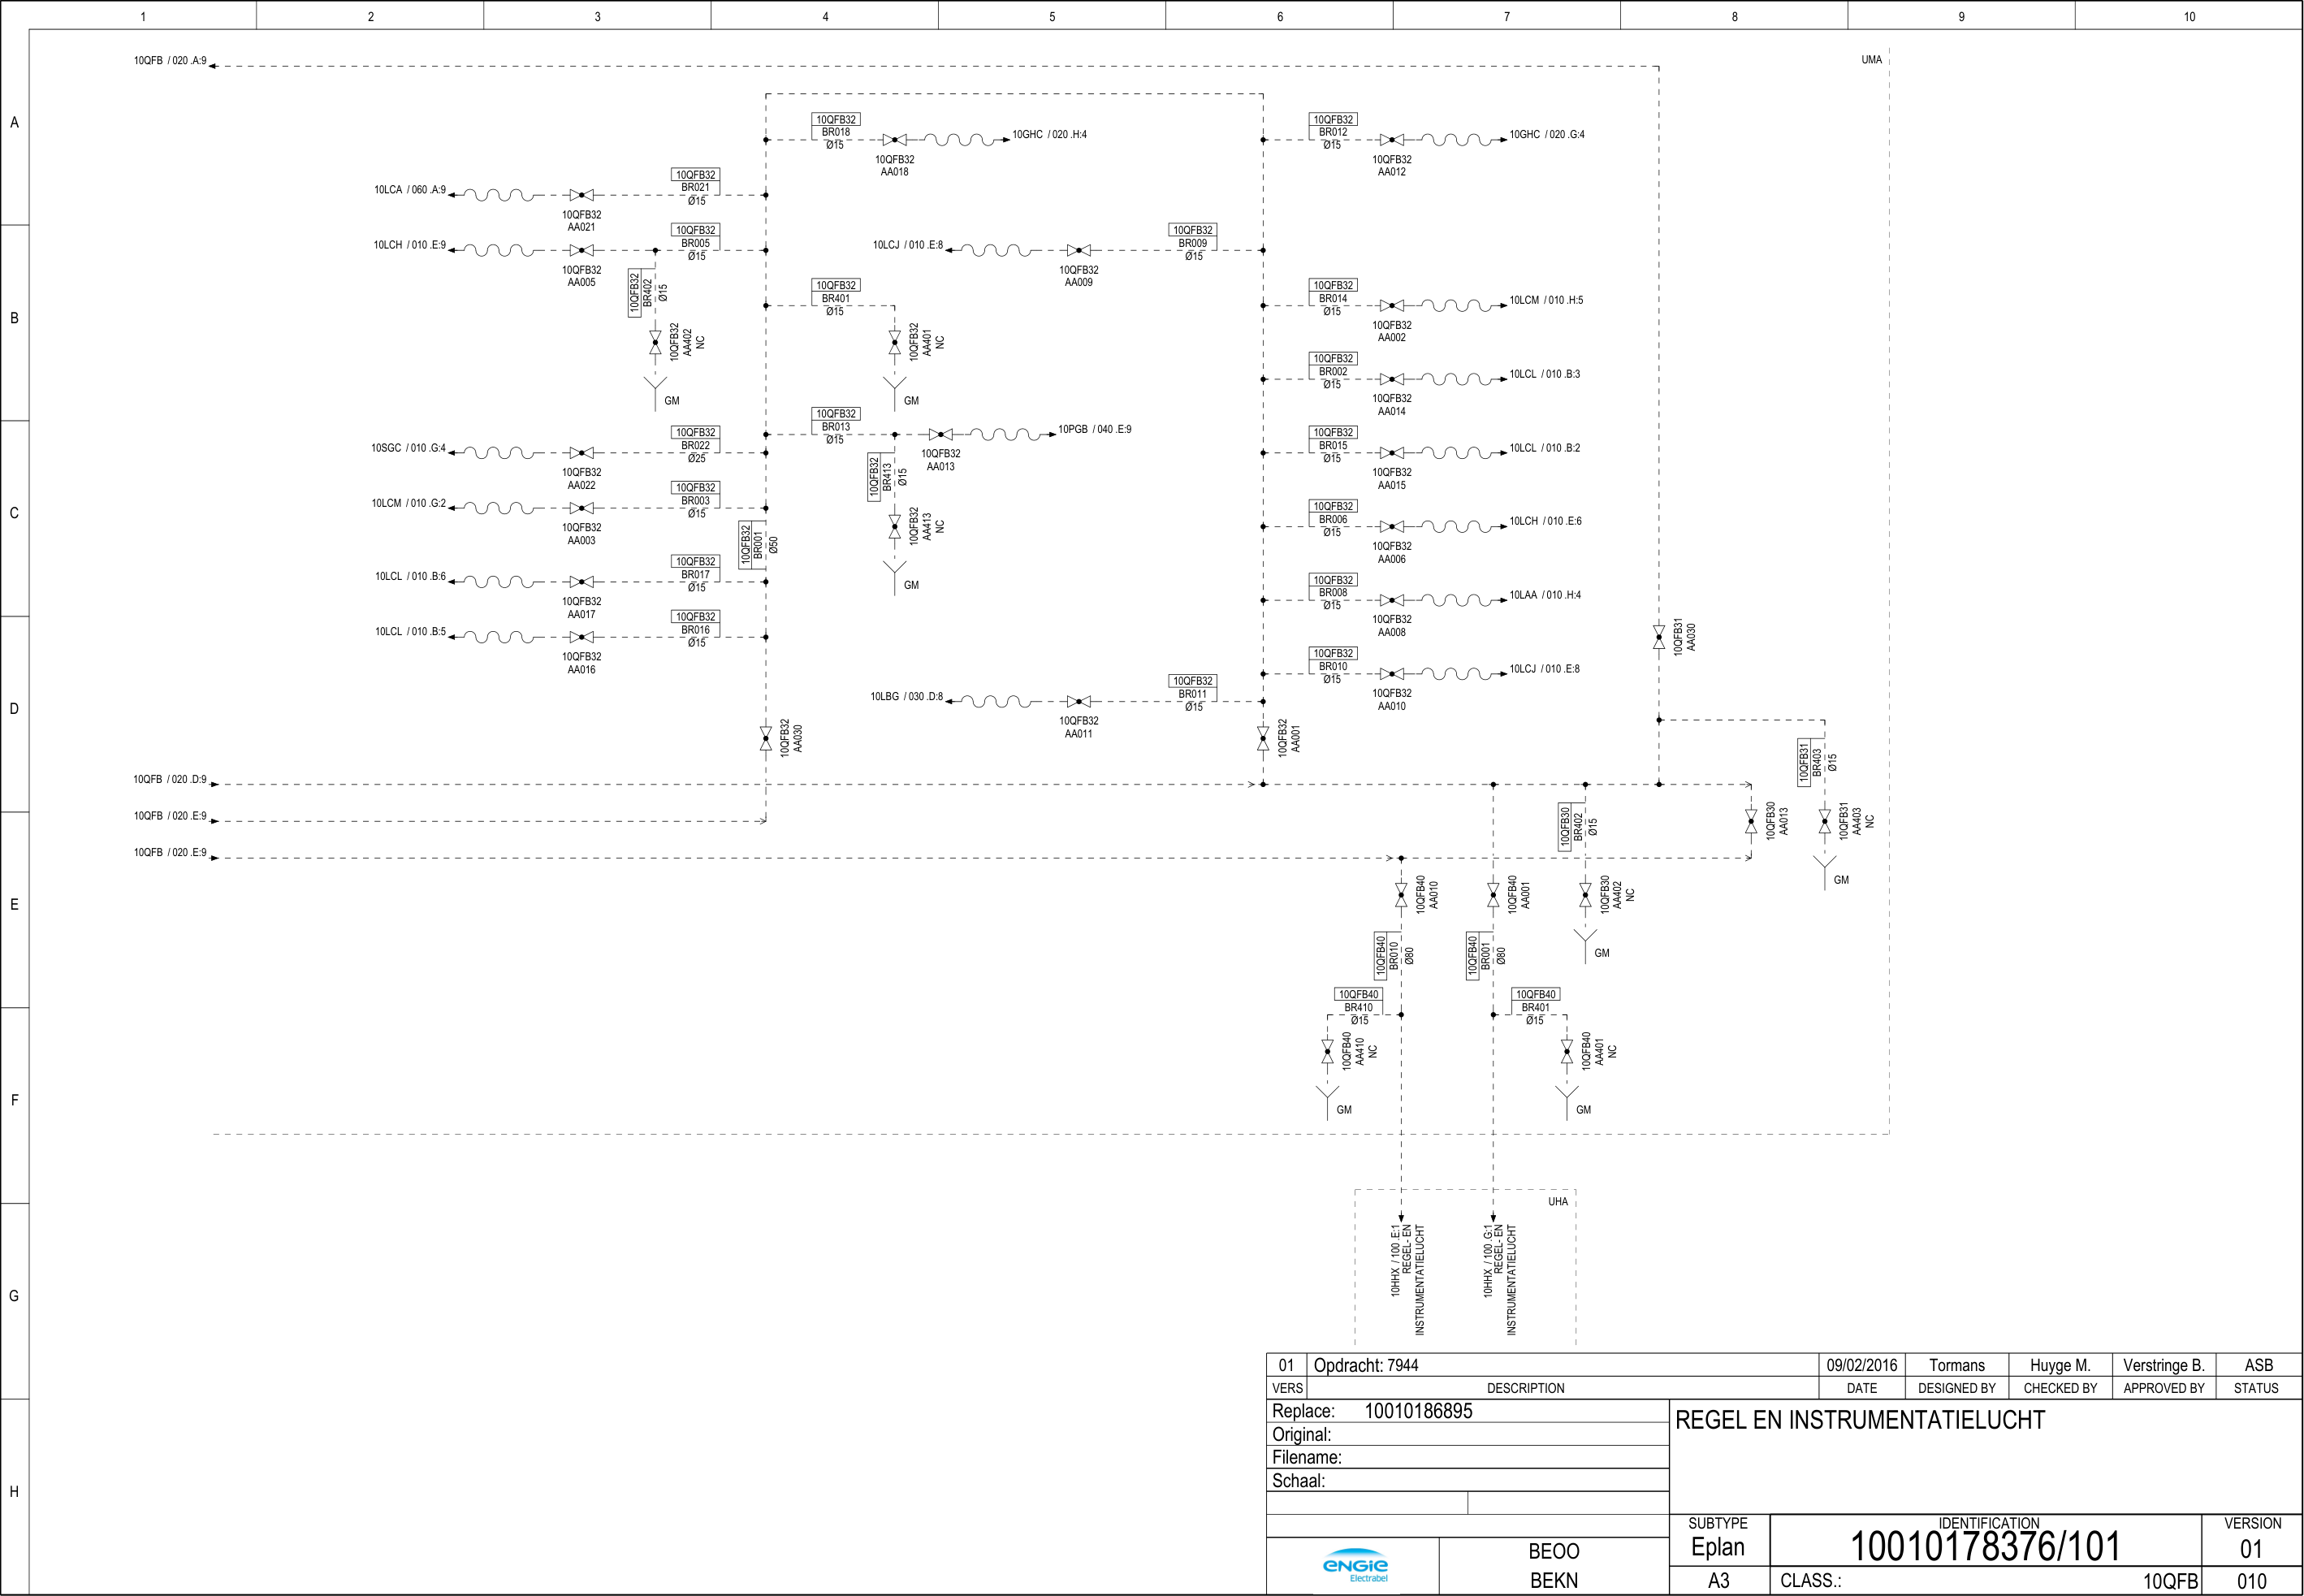 1 2 3 4 5 6 7 8 9 10
A
B
C
D
E
F
G
H
10QFB / 020 .A:9
UMA
10QFB32
BR018
Ø15
10QFB32
AA018
10GHC / 020 .H:4
10QFB32
BR012
Ø15
10QFB32
AA012
10GHC / 020 .G:4
10LCA / 060 .A:9
10QFB32
AA021
10QFB32
BR021
Ø15
10LCH / 010 .E:9
10QFB32
AA005
10QFB32
BR005
Ø15
10QFB32
BR402
Ø15
10QFB32
AA402
NC
GM
10LCJ / 010 .E:8
10QFB32
AA009
10QFB32
BR009
Ø15
10QFB32
BR401
Ø15
10QFB32
AA401
NC
GM
10QFB32
BR014
Ø15
10QFB32
AA002
10LCM / 010 .H:5
10QFB32
BR002
Ø15
10QFB32
AA014
10LCL / 010 .B:3
10QFB32
BR013
Ø15
10QFB32
AA013
10PGB / 040 .E:9
10QFB32
BR413
Ø15
10QFB32
AA413
NC
GM
10SGC / 010 .G:4
10QFB32
AA022
10QFB32
BR022
Ø25
10QFB32
BR015
Ø15
10QFB32
AA015
10LCL / 010 .B:2
10LCM / 010 .G:2
10QFB32
AA003
10QFB32
BR003
Ø15
10QFB32
BR001
Ø50
10QFB32
BR006
Ø15
10QFB32
AA006
10LCH / 010 .E:6
10LCL / 010 .B:6
10QFB32
AA017
10QFB32
BR017
Ø15
10QFB32
BR008
Ø15
10QFB32
AA008
10LAA / 010 .H:4
10LCL / 010 .B:5
10QFB32
AA016
10QFB32
BR016
Ø15
10QFB31
AA030
10QFB32
BR010
Ø15
10QFB32
AA010
10LCJ / 010 .E:8
10LBG / 030 .D:8
10QFB32
AA011
10QFB32
BR011
Ø15
10QFB32
AA030
10QFB32
AA001
10QFB31
BR403
Ø15
10QFB / 020 .D:9
10QFB / 020 .E:9
10QFB / 020 .E:9
10QFB30
BR402
Ø15
10QFB30
AA013
10QFB31
AA403
NC
GM
10QFB40
AA010
10QFB40
AA001
10QFB30
AA402
NC
GM
10QFB40
BR010
Ø80
10QFB40
BR001
Ø80
10QFB40
BR410
Ø15
10QFB40
BR401
Ø15
10QFB40
AA410
NC
GM
10QFB40
AA401
NC
GM
UHA
10HHX / 100 .E:1
REGEL- EN
INSTRUMENTATIELUCHT
10HHX / 100 .G:1
REGEL- EN
INSTRUMENTATIELUCHT
01 Opdracht: 7944 09/02/2016 Tormans Huyge M. Verstringe B. ASB
VERS DESCRIPTION DATE DESIGNED BY CHECKED BY APPROVED BY STATUS
Replace: 10010186895
Original:
Filename:
Schaal:
REGEL EN INSTRUMENTATIELUCHT
ENGIE
Electrabel
BEOO
BEKN
SUBTYPE IDENTIFICATION VERSION
Eplan 10010178376/101 01
A3 CLASS.: 10QFB 010